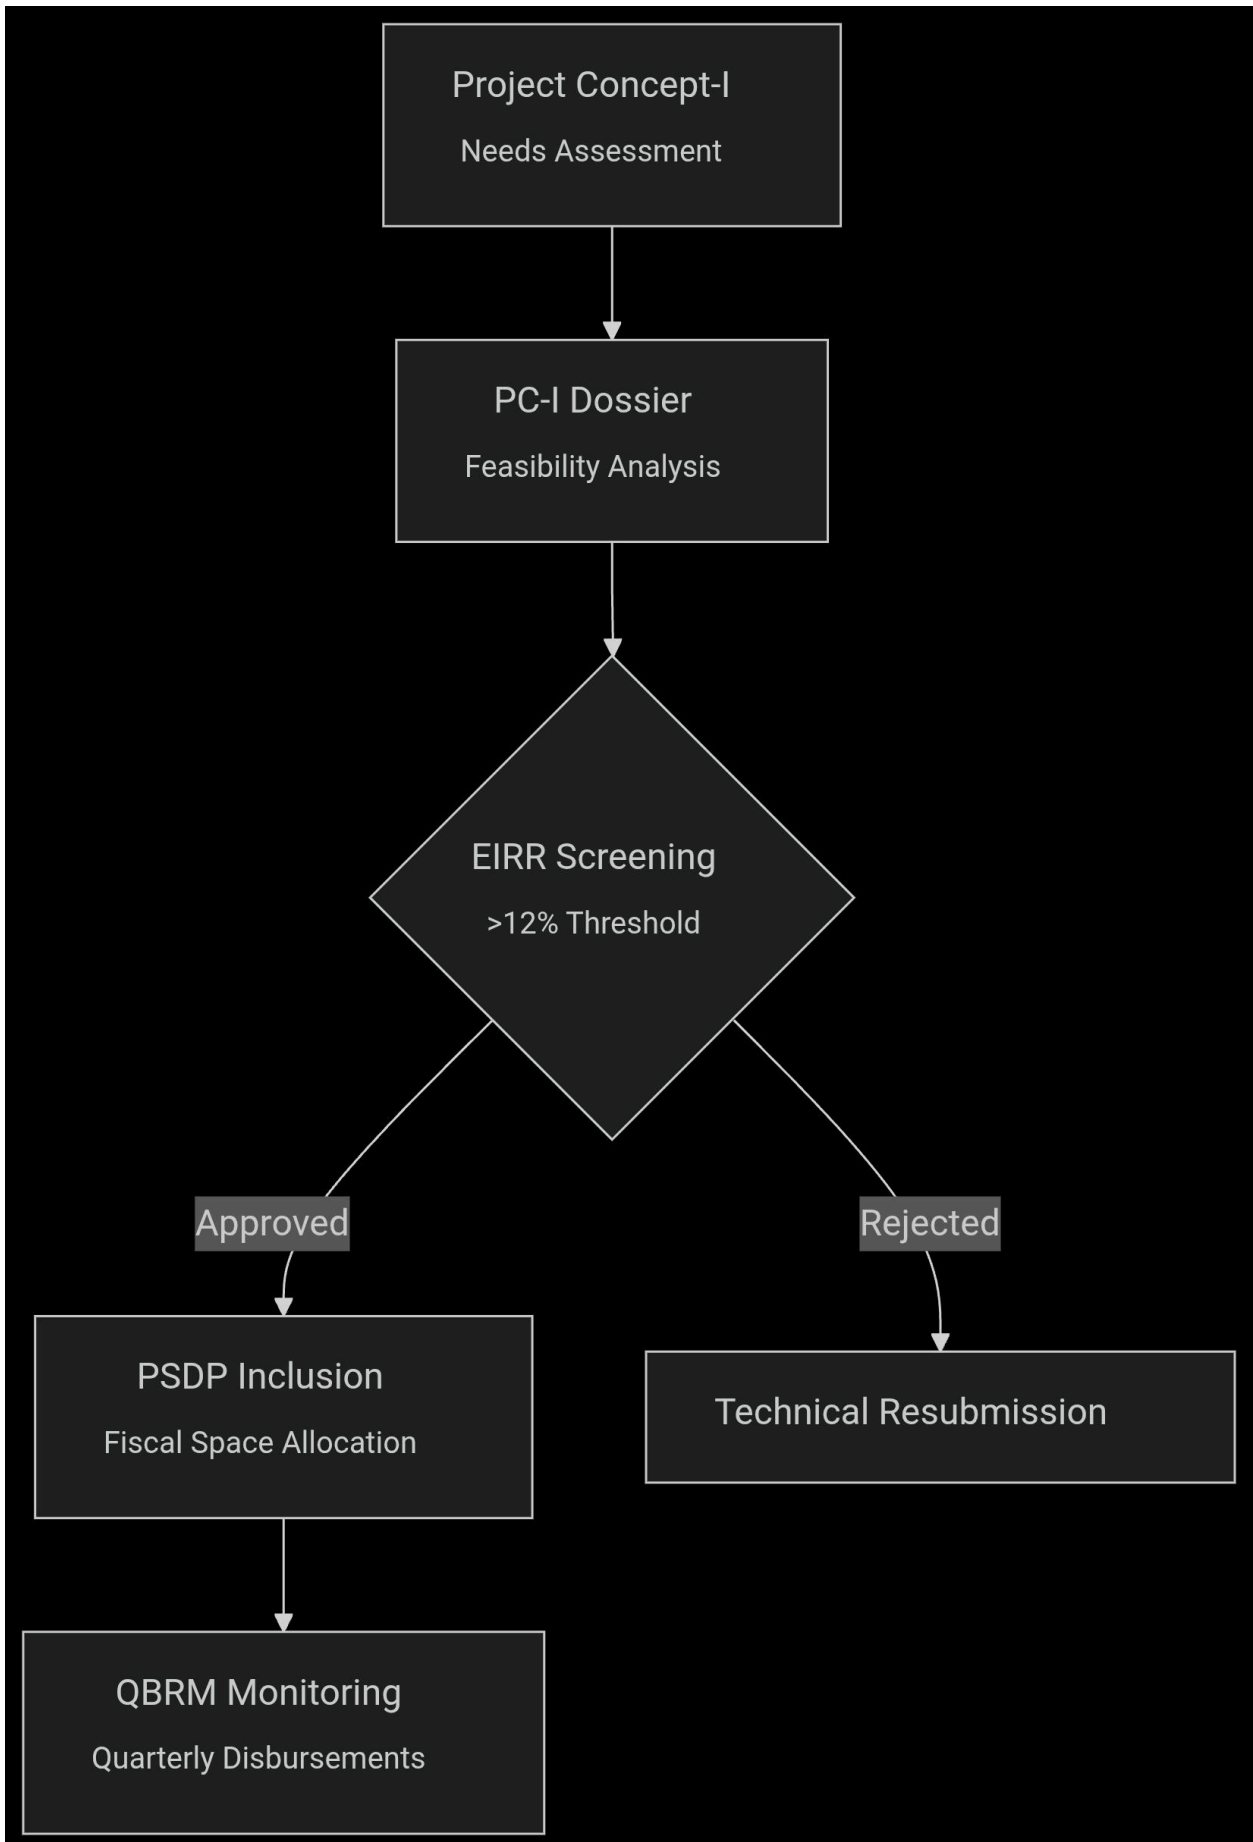 Project Concept-I
Needs Assessment
PC-I Dossier
Feasibility Analysis
EIRR Screening
>12% Threshold
Approved
Rejected
PSDP Inclusion
Fiscal Space Allocation
Technical Resubmission
QBRM Monitoring
Quarterly Disbursements